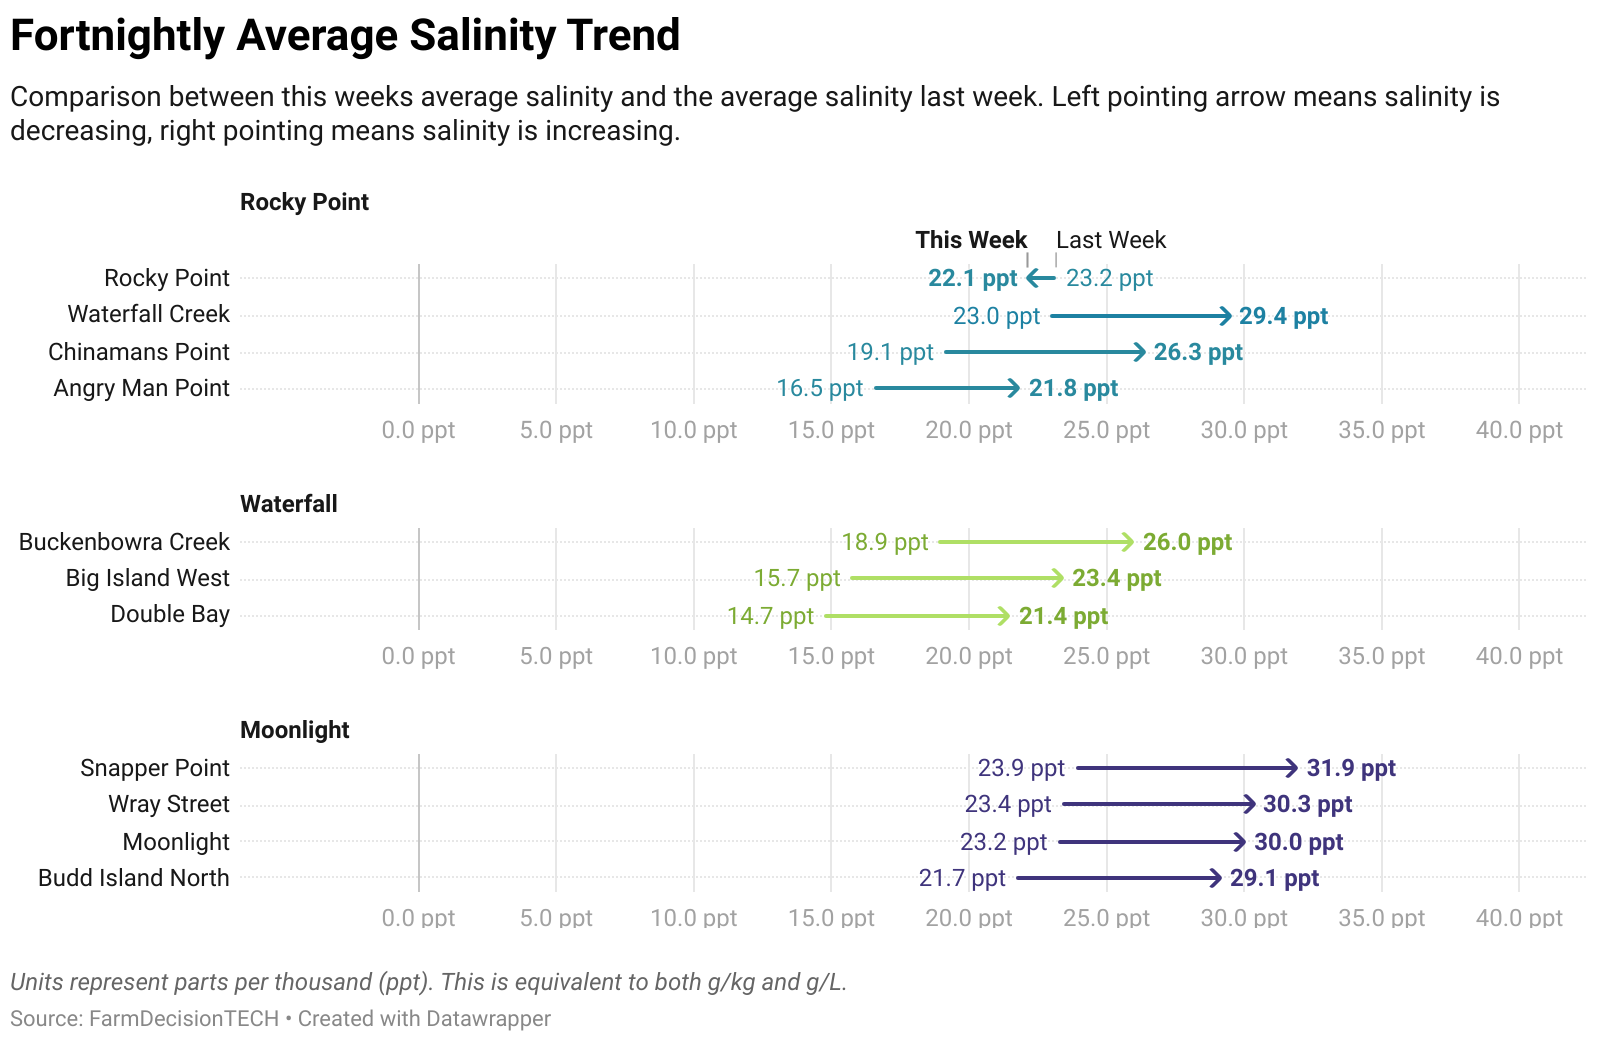 Fortnightly Average Salinity Trend
Comparison between this weeks average salinity and the average salinity last week. Left pointing arrow means salinity is
decreasing, right pointing means salinity is increasing.
Rocky Point
This Week Last Week
Rocky Point 22.1 ppt 23.2 ppt
Waterfall Creek 23.0 ppt 29.4 ppt
Chinamans Point 19.1 ppt 26.3 ppt
Angry Man Point 16.5 ppt 21.8 ppt
0.0 ppt 5.0 ppt 10.0 ppt 15.0 ppt 20.0 ppt 25.0 ppt 30.0 ppt 35.0 ppt 40.0 ppt
Waterfall
Buckenbowra Creek 18.9 ppt 26.0 ppt
Big Island West 15.7 ppt 23.4 ppt
Double Bay 14.7 ppt 21.4 ppt
0.0 ppt 5.0 ppt 10.0 ppt 15.0 ppt 20.0 ppt 25.0 ppt 30.0 ppt 35.0 ppt 40.0 ppt
Moonlight
Snapper Point 23.9 ppt 31.9 ppt
Wray Street 23.4 ppt 30.3 ppt
Moonlight 23.2 ppt 30.0 ppt
Budd Island North 21.7 ppt 29.1 ppt
0.0 ppt 5.0 ppt 10.0 ppt 15.0 ppt 20.0 ppt 25.0 ppt 30.0 ppt 35.0 ppt 40.0 ppt
Units represent parts per thousand (ppt). This is equivalent to both g/kg and g/L.
Source: FarmDecisionTECH • Created with Datawrapper